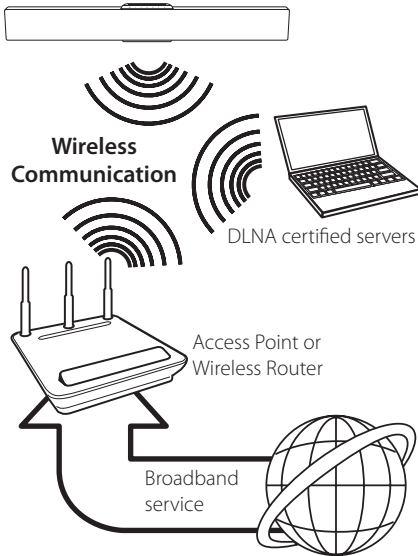 Wireless
Communication
DLNA certified servers
Access Point or
Wireless Router
Broadband
service